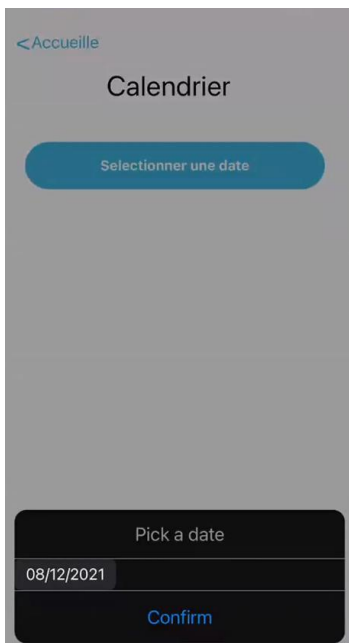 <Accueille
Calendrier
Selectionner une date
Pick a date
08/12/2021
Confirm